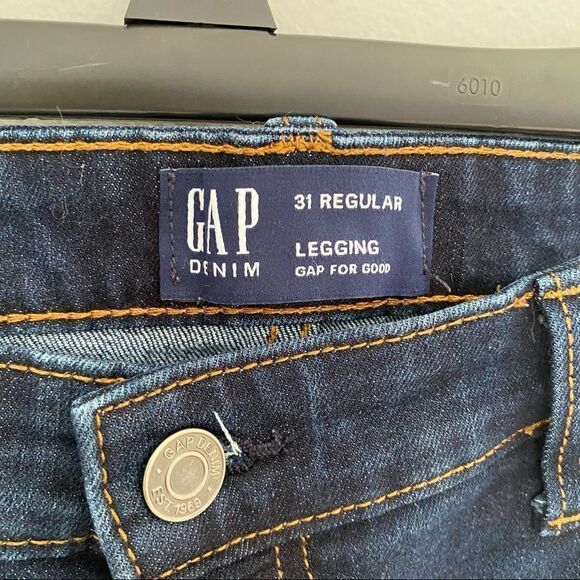 6010
GAP
DENIM
31 REGULAR
LEGGING
GAP FOR GOOD
GAP DENIM
EST. 1969